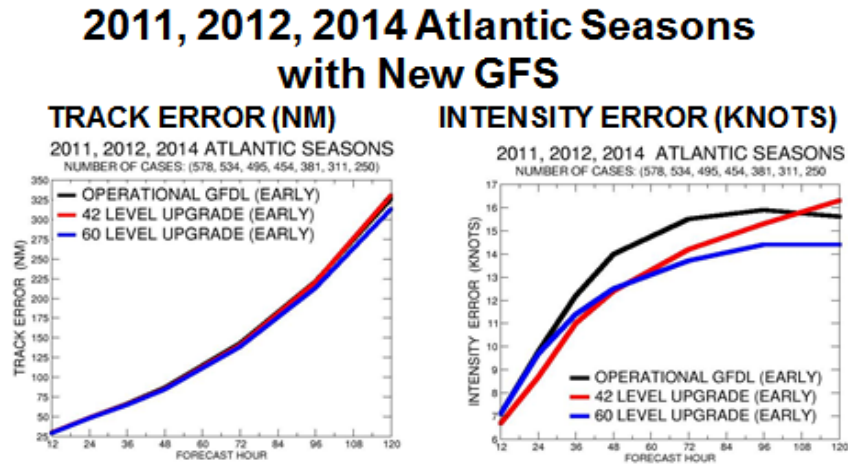 2011, 2012, 2014 Atlantic Seasons
with New GFS
TRACK ERROR (NM)
2011, 2012, 2014 ATLANTIC SEASONS
NUMBER OF CASES: (578, 534, 495, 454, 381, 311, 250)
350
325
300
275
250
225
200
175
150
125
100
75
50
25
TRACK ERROR (NM)
OPERATIONAL GFDL (EARLY)
42 LEVEL UPGRADE (EARLY)
60 LEVEL UPGRADE (EARLY)
12 24 36 48 60 72 84 96 108 120
FORECAST HOUR
INTENSITY ERROR (KNOTS)
2011, 2012, 2014 ATLANTIC SEASONS
NUMBER OF CASES: (578, 534, 495, 454, 381, 311, 250
17
16
15
14
13
12
11
10
9
8
7
6
INTENSITY ERROR (KNOTS)
OPERATIONAL GFDL (EARLY)
42 LEVEL UPGRADE (EARLY)
60 LEVEL UPGRADE (EARLY)
12 24 36 48 60 72 84 96 108 120
FORECAST HOUR